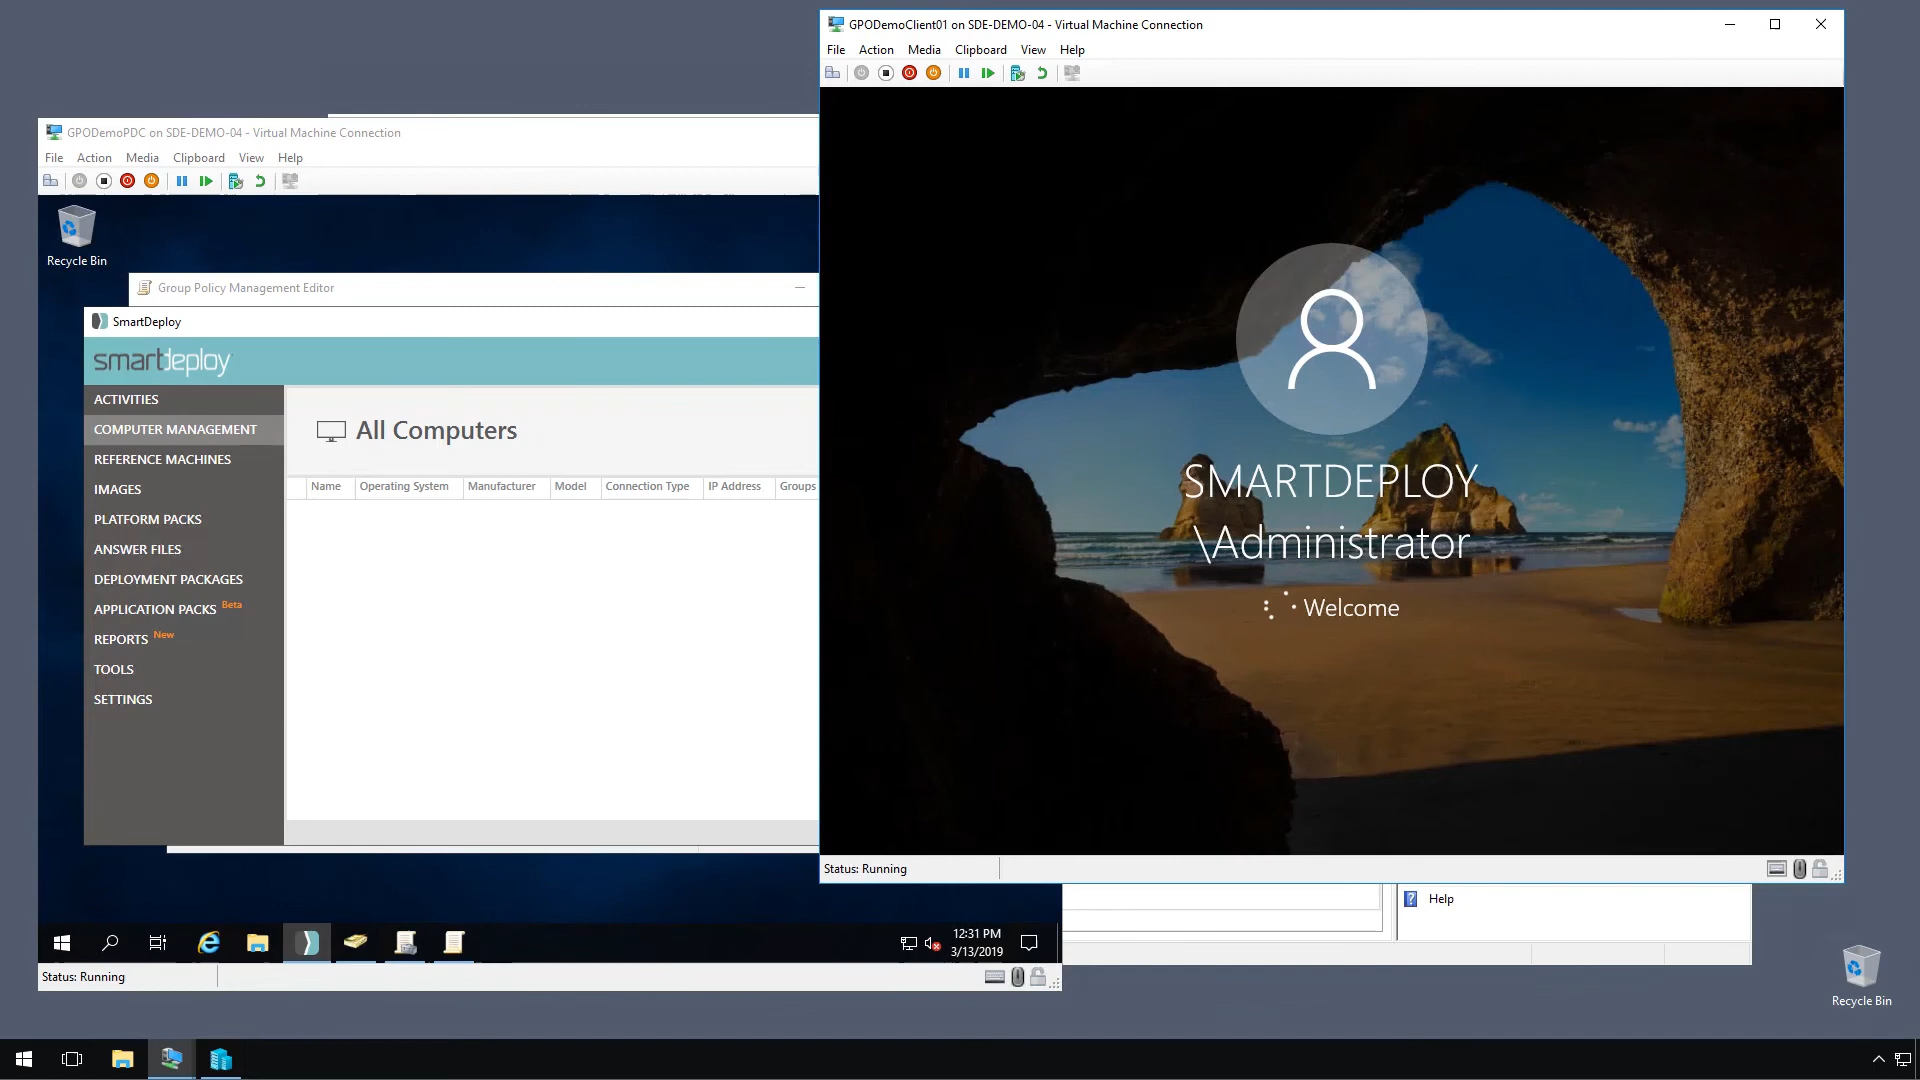 GPODemoClient01 on SDE-DEMO-04 - Virtual Machine Connection
File Action Media Clipboard View Help
GPODemoPDC on SDE-DEMO-04 - Virtual Machine Connection
File Action Media Clipboard View Help
Recycle Bin
Group Policy Management Editor
SmartDeploy
smartdeploy
ACTIVITIES
COMPUTER MANAGEMENT
REFERENCE MACHINES
IMAGES
PLATFORM PACKS
ANSWER FILES
DEPLOYMENT PACKAGES
APPLICATION PACKS Beta
REPORTS New
TOOLS
SETTINGS
All Computers
Name Operating System Manufacturer Model Connection Type IP Address Groups
SMARTDEPLOY
\Administrator
Welcome
Status: Running
Help
12:31 PM
3/13/2019
Status: Running
Recycle Bin